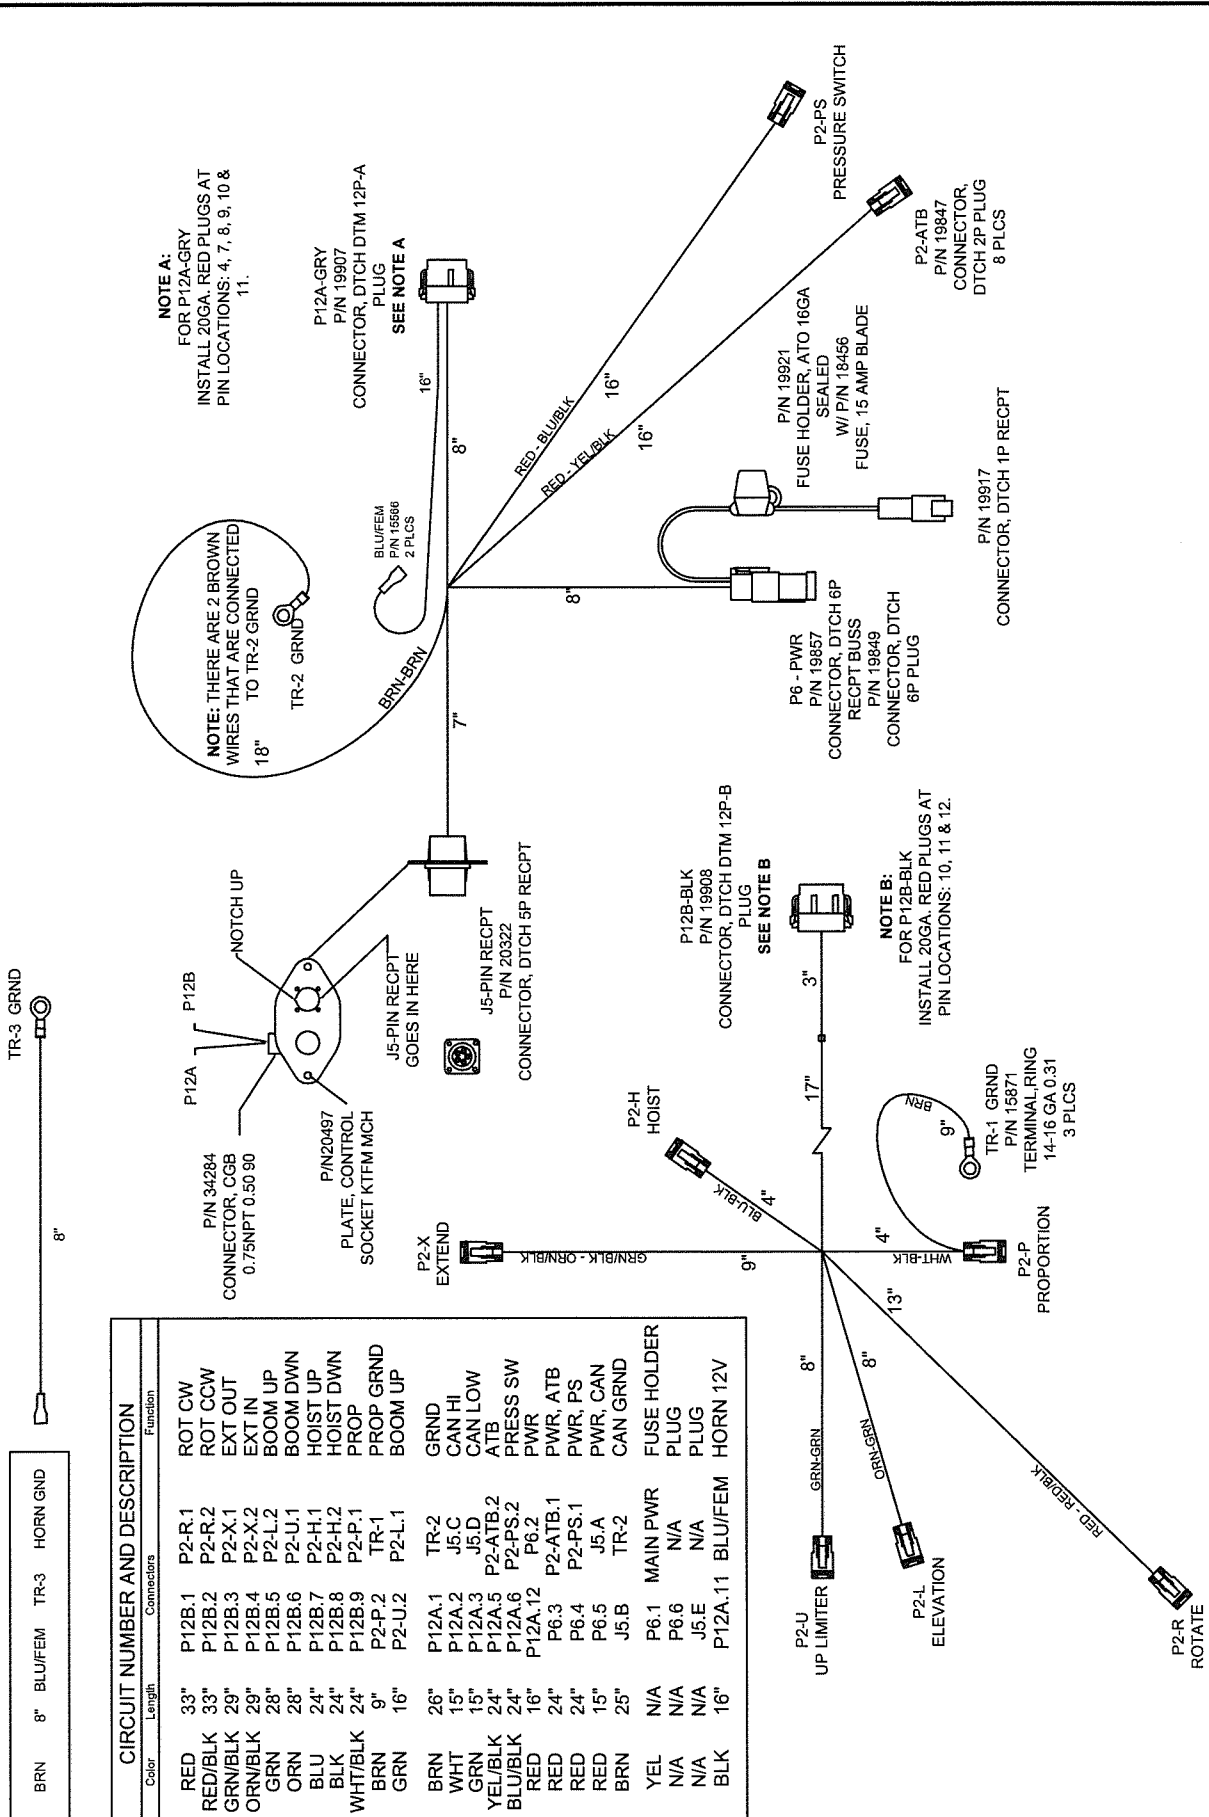 BRN 8" BLU/FEM TR-3 HORN GND
8"
TR-3 GRND
CIRCUIT NUMBER AND DESCRIPTION
Color Length Connectors Function
RED 33" P12B.1 P2-R.1 ROT CW
RED/BLK 33" P12B.2 P2-R.2 ROT CCW
GRN/BLK 29" P12B.3 P2-X.1 EXT OUT
ORN/BLK 29" P12B.4 P2-X.2 EXT IN
GRN 28" P12B.5 P2-L.2 BOOM UP
ORN 28" P12B.6 P2-U.1 BOOM DWN
BLU 24" P12B.7 P2-H.1 HOIST UP
BLK 24" P12B.8 P2-H.2 HOIST DWN
WHT/BLK 24" P12B.9 P2-P.1 PROP
BRN 9" P2-P.2 TR-1 PROP GRND
GRN 16" P2-U.2 P2-L.1 BOOM UP
BRN 26" P12A.1 TR-2 GRND
WHT 15" P12A.2 J5.C CAN HI
GRN 15" P12A.3 J5.D CAN LOW
YEL/BLK 24" P12A.5 P2-ATB.2 ATB
BLU/BLK 24" P12A.6 P2-PS.2 PRESS SW
RED 16" P12A.12 P6.2 PWR
RED 24" P6.3 P2-ATB.1 PWR, ATB
RED 24" P6.4 P2-PS.1 PWR, PS
RED 15" P6.5 J5.A PWR, CAN
BRN 25" J5.B TR-2 CAN GRND
YEL N/A P6.1 MAIN PWR FUSE HOLDER
N/A N/A P6.6 N/A PLUG
N/A N/A J5.E N/A PLUG
BLK 16" P12A.11 BLU/FEM HORN 12V
P12A
P12B
NOTCH UP
P/N 34284
CONNECTOR, CGB
0.75NPT 0.50 90
P/N20497
PLATE, CONTROL
SOCKET KTFM MCH
J5-PIN RECPT
GOES IN HERE
J5-PIN RECPT
P/N 20322
CONNECTOR, DTCH 5P RECPT
NOTE: THERE ARE 2 BROWN
WIRES THAT ARE CONNECTED
TO TR-2 GRND
18"
TR-2 GRND
BRN-BRN
7"
BLU/FEM
P/N 15566
2 PLCS
NOTE A:
FOR P12A-GRY
INSTALL 20GA. RED PLUGS AT
PIN LOCATIONS: 4, 7, 8, 9, 10 &
11.
P12A-GRY
P/N 19907
CONNECTOR, DTCH DTM 12P-A
PLUG
SEE NOTE A
16"
8"
RED - BLU/BLK
16"
RED - YEL/BLK
16"
8"
P2-PS
PRESSURE SWITCH
P2-ATB
P/N 19847
CONNECTOR,
DTCH 2P PLUG
8 PLCS
P/N 19921
FUSE HOLDER, ATO 16GA
SEALED
W/ P/N 18456
FUSE, 15 AMP BLADE
P6 - PWR
P/N 19857
CONNECTOR, DTCH 6P
RECPT BUSS
P/N 19849
CONNECTOR, DTCH
6P PLUG
P/N 19917
CONNECTOR, DTCH 1P RECPT
P2-X
EXTEND
GRN/BLK - ORN/BLK
9"
P2-H
HOIST
BLU-BLK
4"
17"
3"
P12B-BLK
P/N 19908
CONNECTOR, DTCH DTM 12P-B
PLUG
SEE NOTE B
NOTE B:
FOR P12B-BLK
INSTALL 20GA. RED PLUGS AT
PIN LOCATIONS: 10, 11 & 12.
GRN-GRN
8"
P2-U
UP LIMITER
ORN-GRN
8"
P2-L
ELEVATION
RED - RED/BLK
13"
P2-R
ROTATE
WHT-BLK
4"
P2-P
PROPORTION
BRN
9"
TR-1 GRND
P/N 15871
TERMINAL,RING
14-16 GA 0.31
3 PLCS